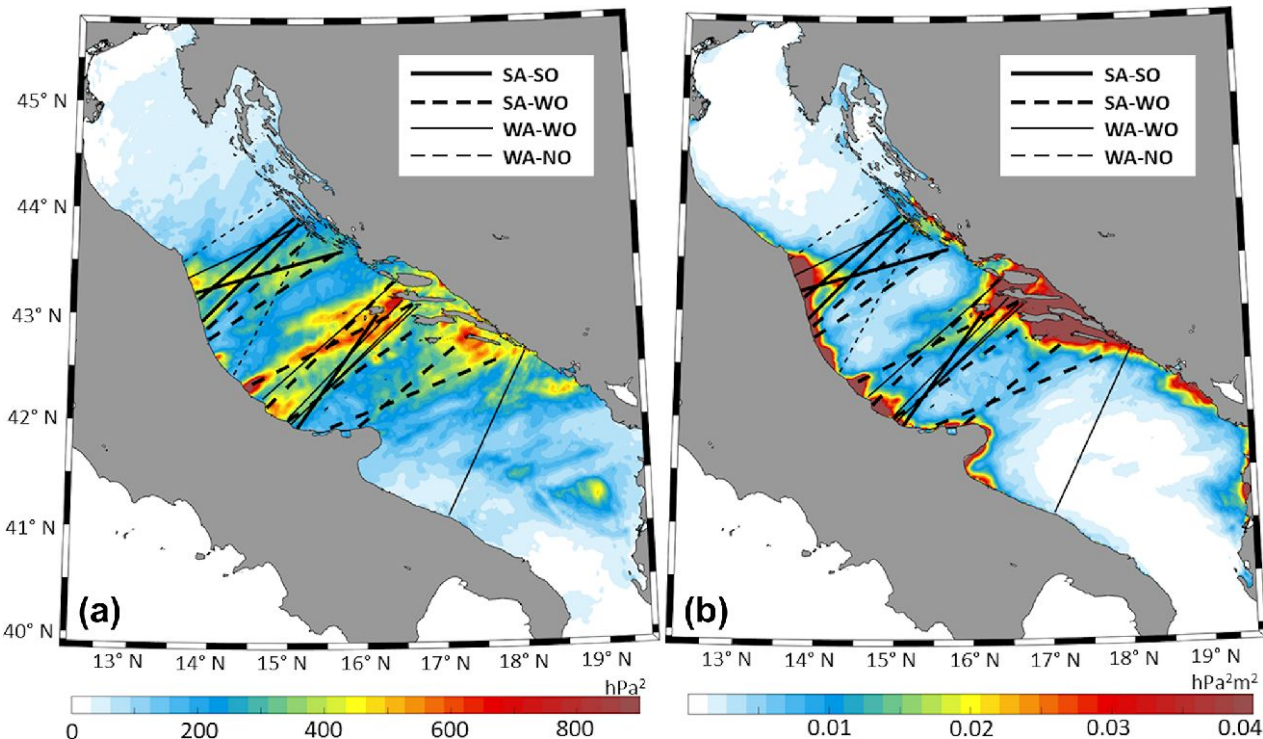 SA-SO
SA-WO
WA-WO
WA-NO
45° N
44° N
43° N
42° N
41° N
40° N
(a)
13° N 14° N 15° N 16° N 17° N 18° N 19° N
hPa²
0 200 400 600 800
SA-SO
SA-WO
WA-WO
WA-NO
(b)
13° N 14° N 15° N 16° N 17° N 18° N 19° N
hPa²m²
0.01 0.02 0.03 0.04